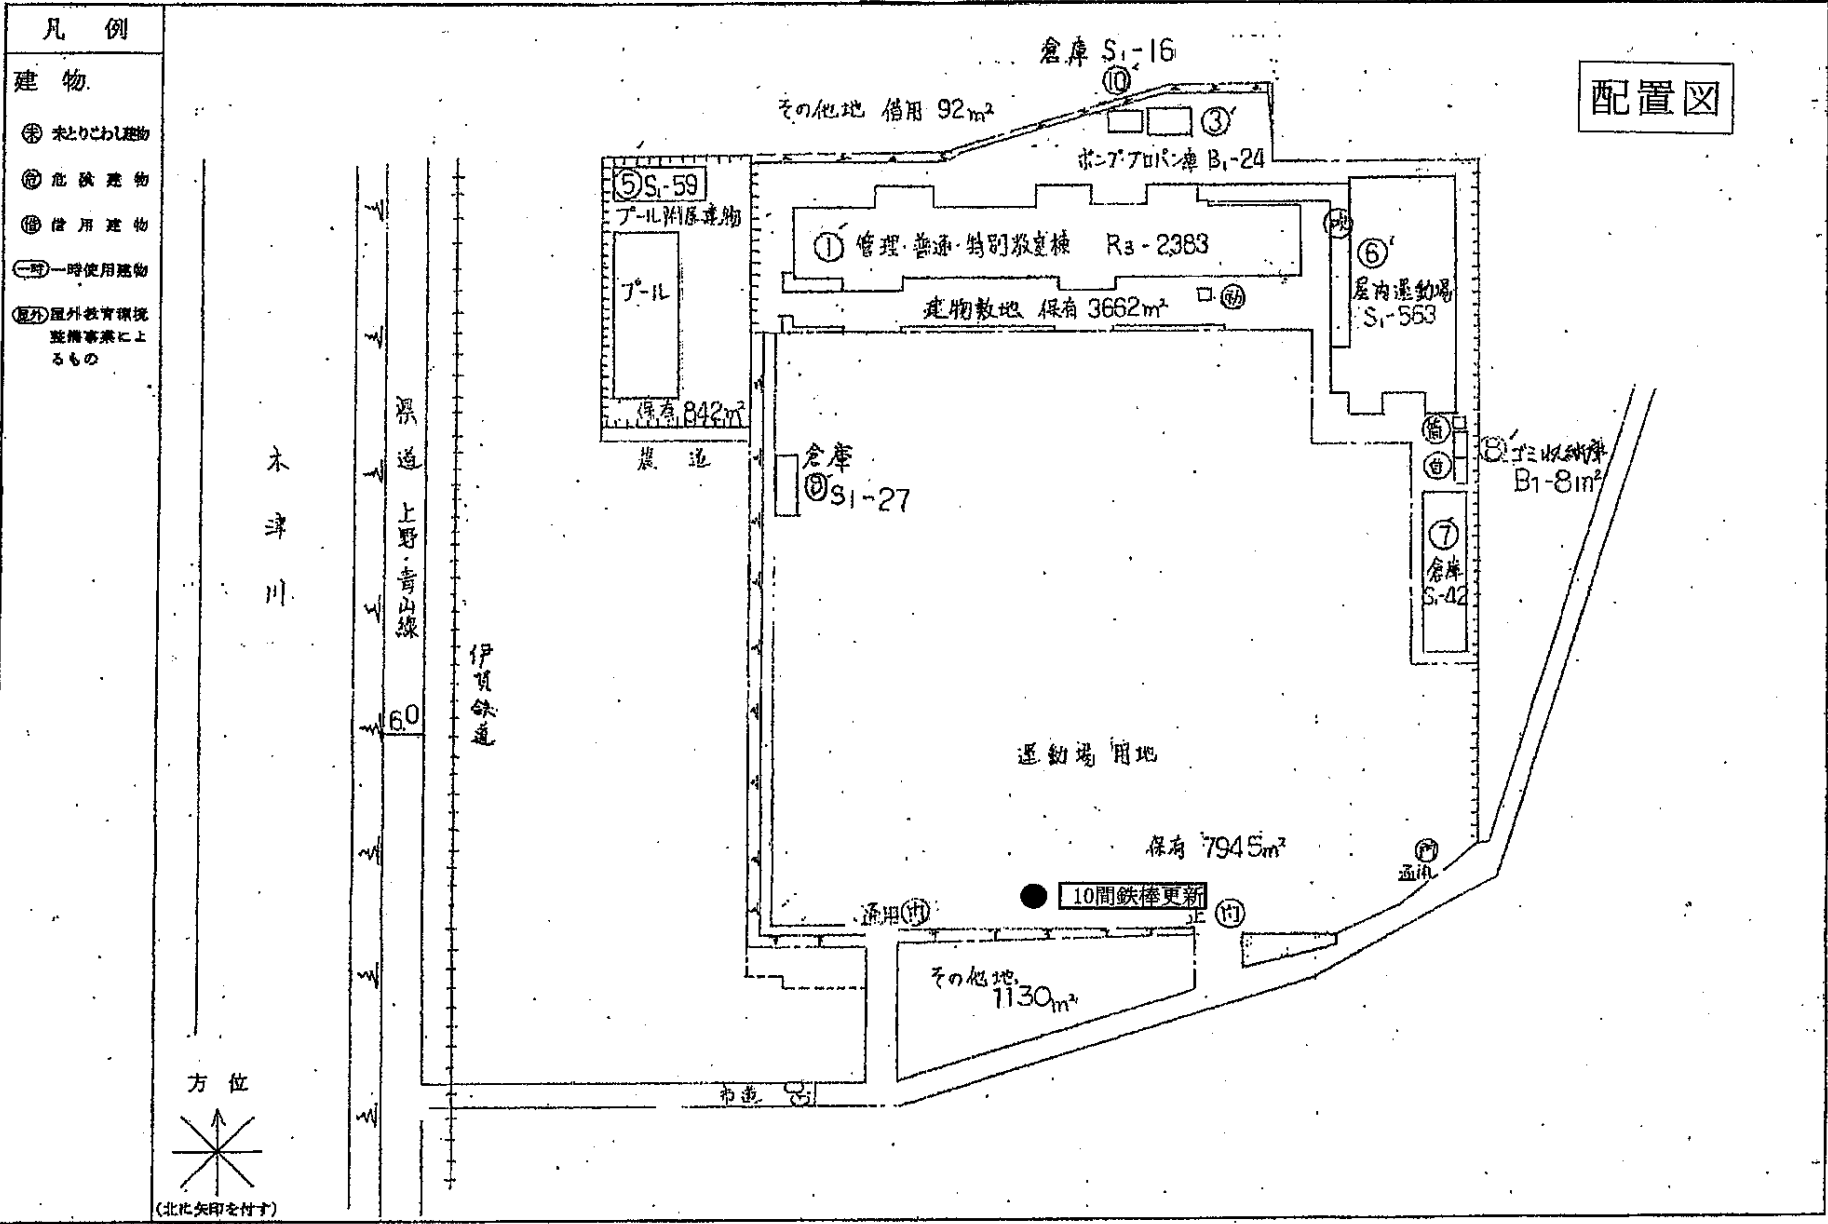 凡 例
建 物.
未 未とりこわし建物
危 危険建物
借 借用建物
一時 一時使用建物
屋外 屋外教育環境
整備事業によ
るもの
配置図
倉庫 S1-16
⑩
その他地 借用 92m²
③
ポンプ・プロパン庫 B1-24
⑤ S1-59
プール附属建物
プール
保有 842m²
農道
① 管理・普通・特別教室棟 R3-2383
建物敷地 保有 3662m²
⑥
屋内運動場
S1-563
倉庫
S1-27
⑧ ゴミ収納庫
B1-8m²
⑦
倉庫
S1-42
木津川
県道 上野・青山線
6.0
伊賀鉄道
運動場 用地
保有 7945m²
通用 門
10間鉄棒更新
正 門
門
その他地
1130m²
市道
方 位
(北に矢印を付す)